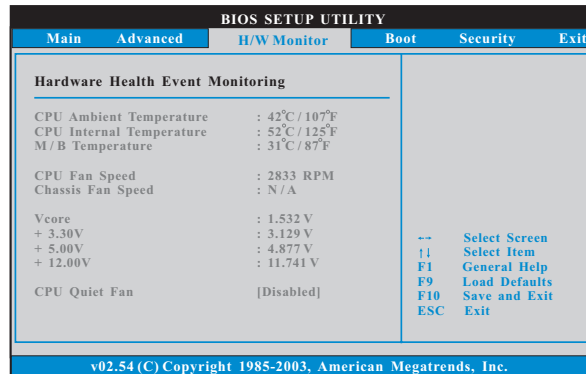 BIOS SETUP UTILITY
Main Advanced H/W Monitor Boot Security Exit
Hardware Health Event Monitoring
CPU Ambient Temperature : 42°C / 107°F
CPU Internal Temperature : 52°C / 125°F
M / B Temperature : 31°C / 87°F
CPU Fan Speed : 2833 RPM
Chassis Fan Speed : N / A
Vcore : 1.532 V
+ 3.30V : 3.129 V
+ 5.00V : 4.877 V
+ 12.00V : 11.741 V
CPU Quiet Fan [Disabled]
←→ Select Screen
↑↓ Select Item
F1 General Help
F9 Load Defaults
F10 Save and Exit
ESC Exit
v02.54 (C) Copyright 1985-2003, American Megatrends, Inc.